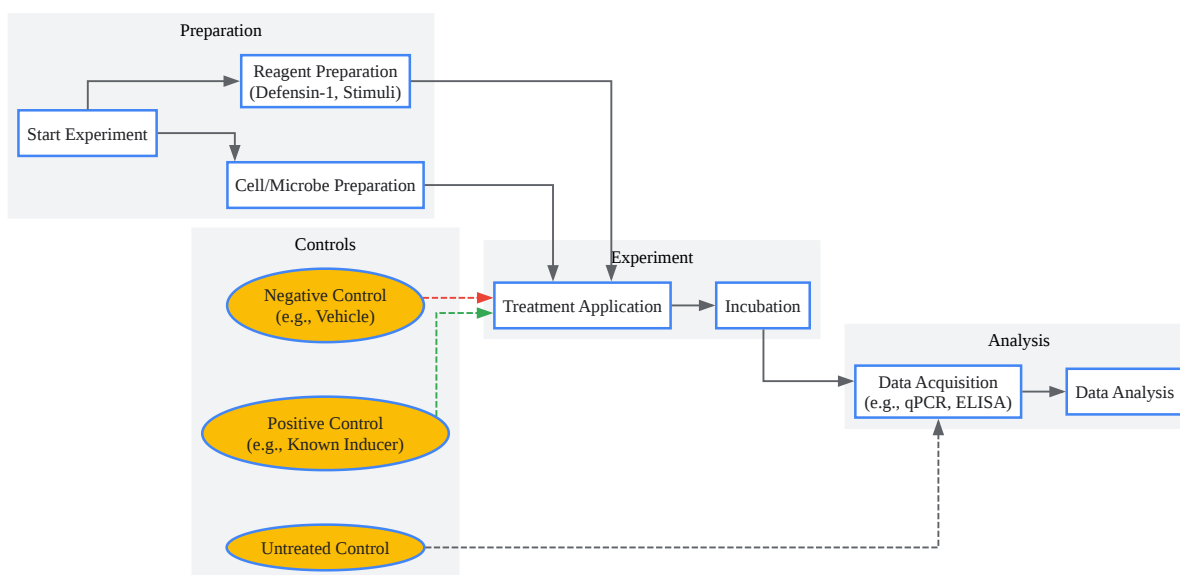 Preparation
Reagent Preparation
(Defensin-1, Stimuli)
Start Experiment
Cell/Microbe Preparation
Controls
Negative Control
(e.g., Vehicle)
Positive Control
(e.g., Known Inducer)
Untreated Control
Experiment
Treatment Application
Incubation
Analysis
Data Acquisition
(e.g., qPCR, ELISA)
Data Analysis